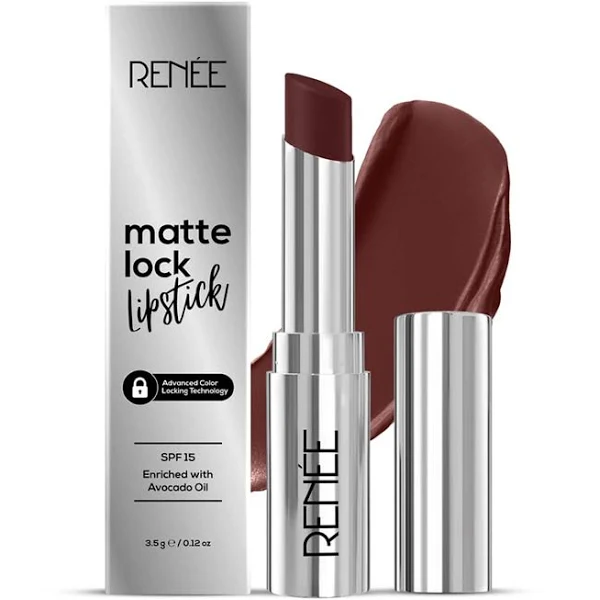 RENÉE
matte
lock
lipstick
Advanced Color
Locking Technology
SPF 15
Enriched with
Avocado Oil
3.5 g ℮ / 0.12 oz
RENÉE